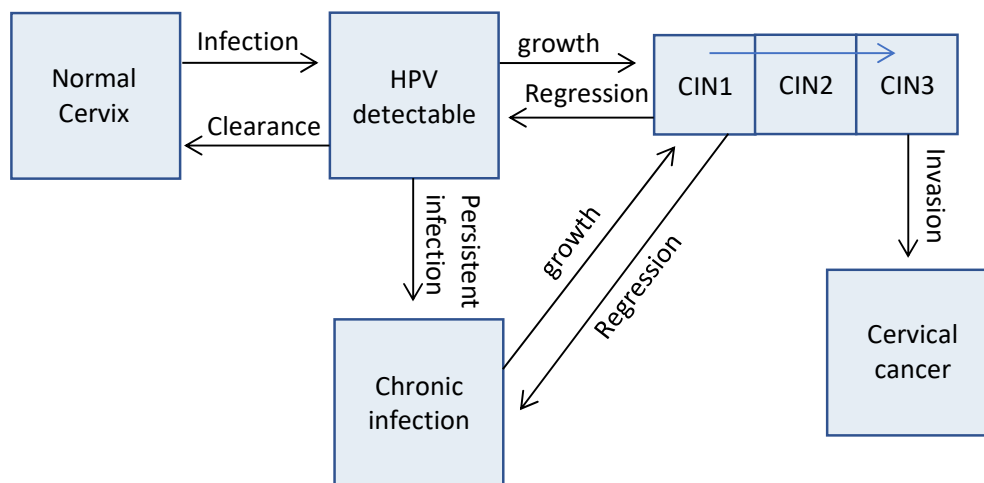 Infection
growth
Normal
Cervix
HPV
detectable
CIN1
CIN2
CIN3
Regression
Clearance
Persistent
infection
growth
Regression
Invasion
Chronic
infection
Cervical
cancer